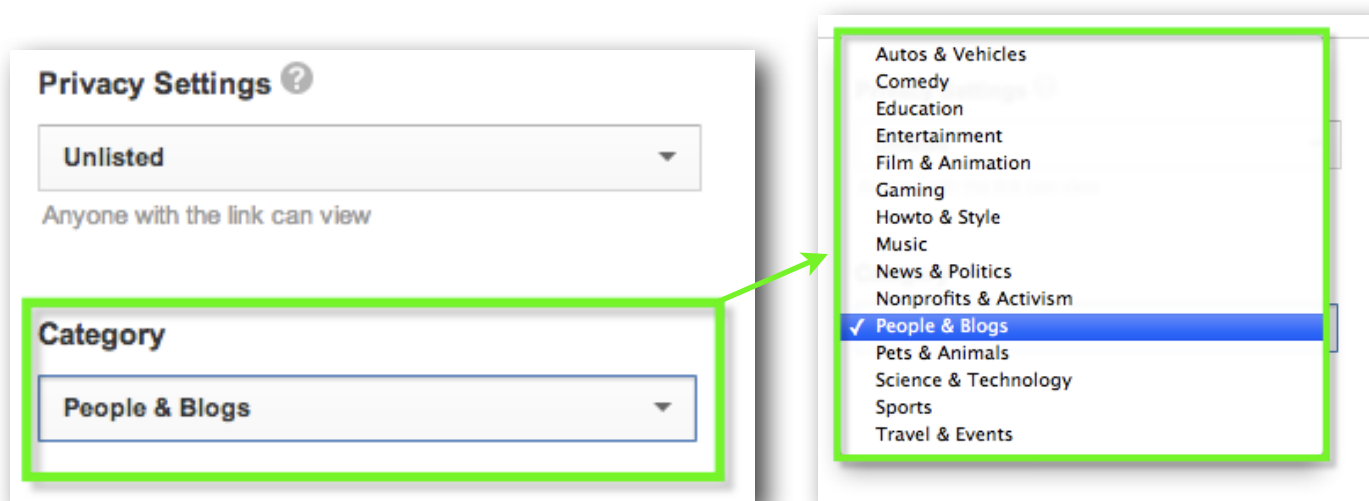 Privacy Settings ?
Unlisted
Anyone with the link can view
Category
People & Blogs
Autos & Vehicles
Comedy
Education
Entertainment
Film & Animation
Gaming
Howto & Style
Music
News & Politics
Nonprofits & Activism
✓ People & Blogs
Pets & Animals
Science & Technology
Sports
Travel & Events